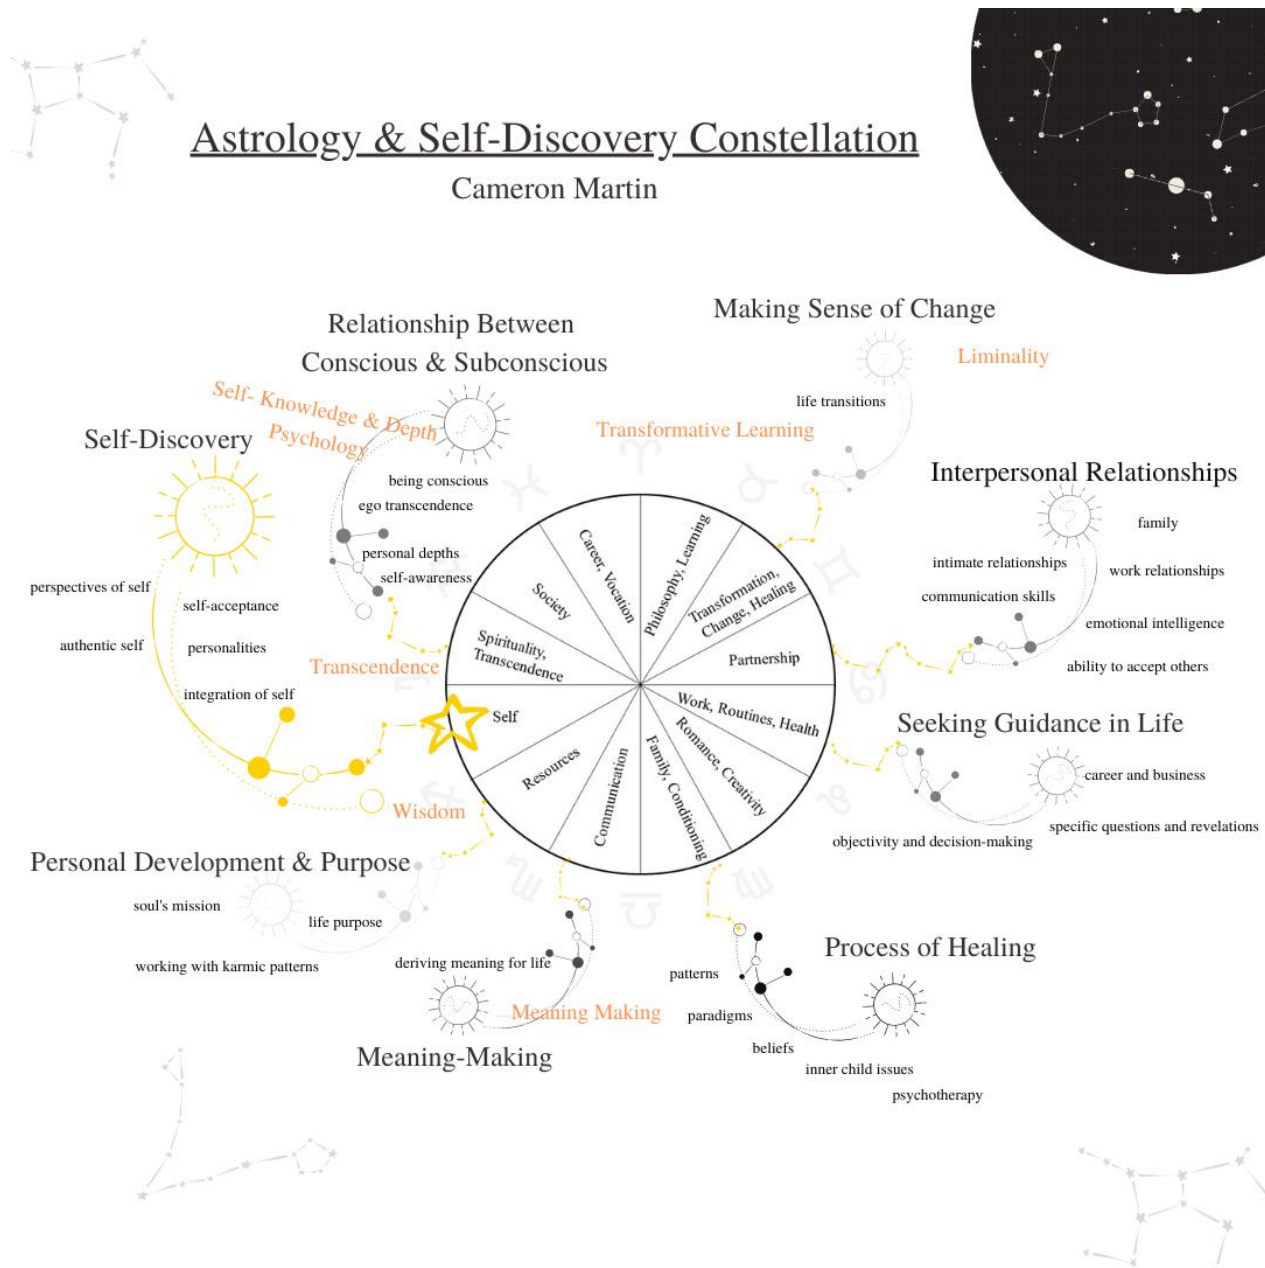 Astrology & Self-Discovery Constellation
Cameron Martin
Relationship Between
Conscious & Subconscious
Self- Knowledge & Depth
Psychology
being conscious
ego transcendence
personal depths
self-awareness
Transcendence
Making Sense of Change
Liminality
life transitions
Transformative Learning
Self-Discovery
perspectives of self
self-acceptance
authentic self
personalities
integration of self
Interpersonal Relationships
family
intimate relationships
work relationships
communication skills
emotional intelligence
ability to accept others
Career, Vocation
Philosophy, Learning
Society
Transformation,
Change, Healing
Spirituality,
Transcendence
Partnership
Self
Work, Routines, Health
Resources
Romance, Creativity
Communication
Family, Conditioning
Seeking Guidance in Life
career and business
specific questions and revelations
objectivity and decision-making
Wisdom
Personal Development & Purpose
soul's mission
life purpose
working with karmic patterns
deriving meaning for life
Meaning Making
Meaning-Making
Process of Healing
patterns
paradigms
beliefs
inner child issues
psychotherapy